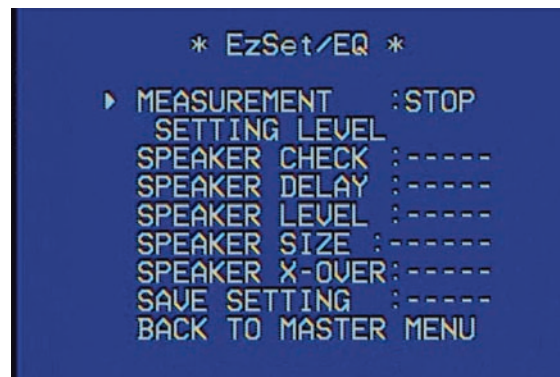 * EzSet/EQ *
MEASUREMENT :STOP
SETTING LEVEL
SPEAKER CHECK :-----
SPEAKER DELAY :-----
SPEAKER LEVEL :-----
SPEAKER SIZE :------
SPEAKER X-OVER:-----
SAVE SETTING :-----
BACK TO MASTER MENU